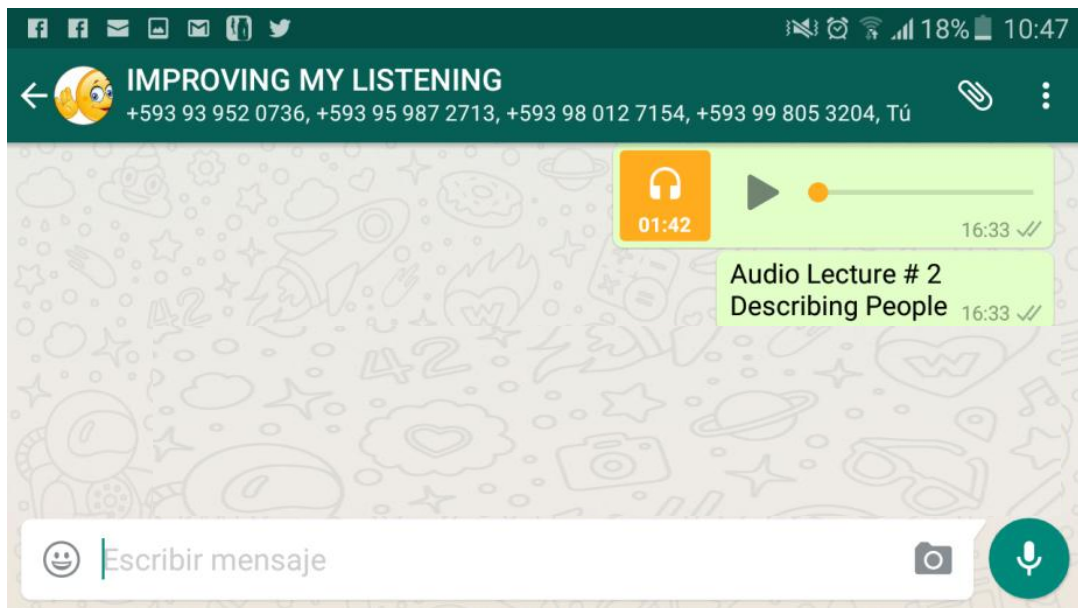 18% 10:47
IMPROVING MY LISTENING
+593 93 952 0736, +593 95 987 2713, +593 98 012 7154, +593 99 805 3204, Tú
01:42
16:33
Audio Lecture # 2
Describing People 16:33
Escribir mensaje